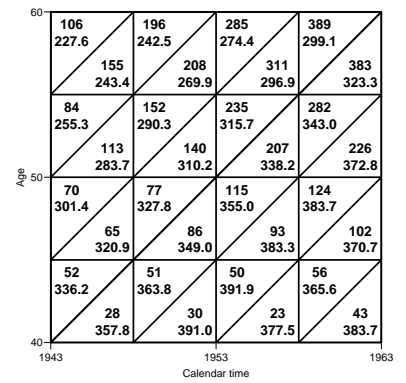 60
106 196 285 389
227.6 242.5 274.4 299.1
155 208 311 383
243.4 269.9 296.9 323.3
84 152 235 282
255.3 290.3 315.7 343.0
113 140 207 226
283.7 310.2 338.2 372.8
Age
50
70 77 115 124
301.4 327.8 355.0 383.7
65 86 93 102
320.9 349.0 383.3 370.7
52 51 50 56
336.2 363.8 391.9 365.6
28 30 23 43
357.8 391.0 377.5 383.7
40
1943 1953 1963
Calendar time